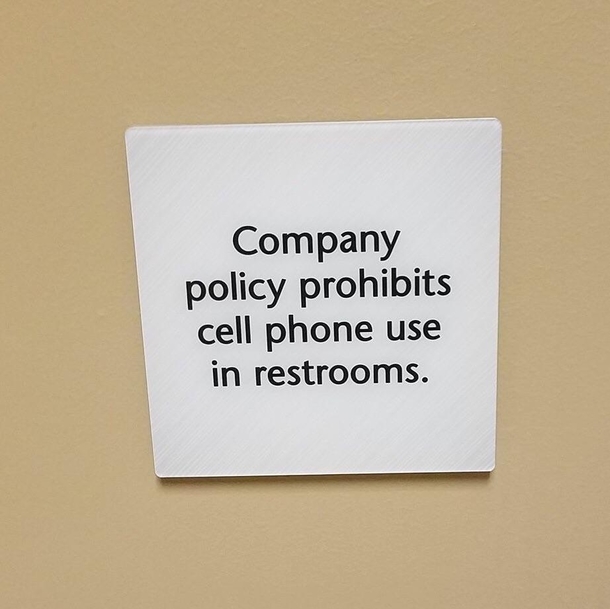 Company
policy prohibits
cell phone use
in restrooms.